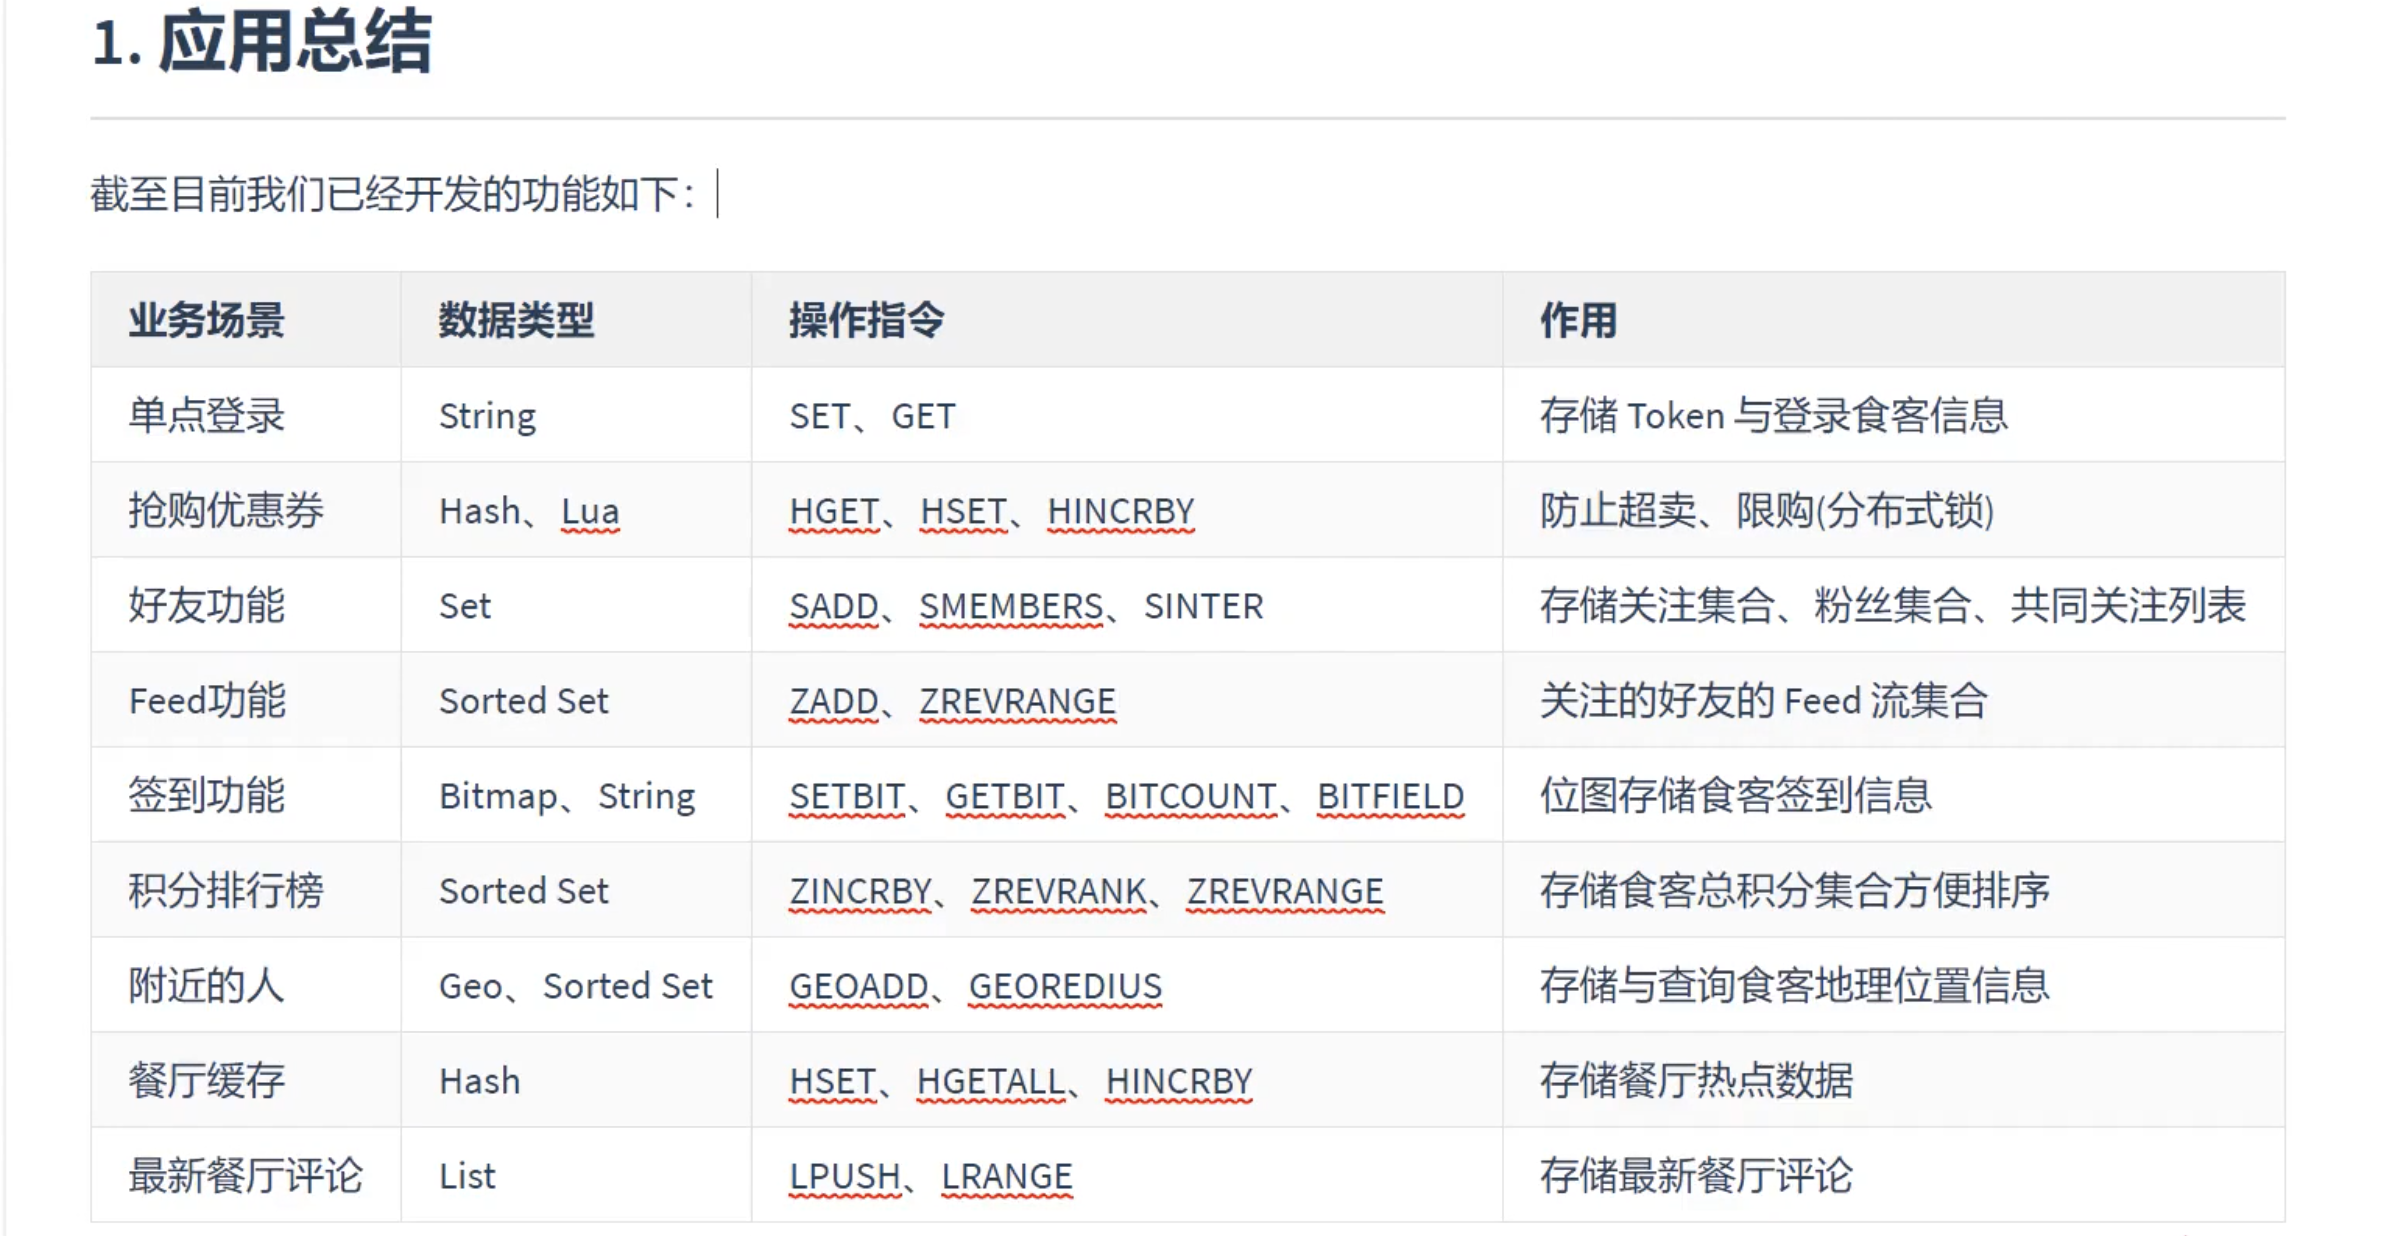 1. 应用总结
截至目前我们已经开发的功能如下：
业务场景 数据类型 操作指令 作用
单点登录 String SET、GET 存储 Token 与登录食客信息
抢购优惠券 Hash、Lua HGET、HSET、HINCRBY 防止超卖、限购(分布式锁)
好友功能 Set SADD、SMEMBERS、SINTER 存储关注集合、粉丝集合、共同关注列表
Feed功能 Sorted Set ZADD、ZREVRANGE 关注的好友的 Feed 流集合
签到功能 Bitmap、String SETBIT、GETBIT、BITCOUNT、BITFIELD 位图存储食客签到信息
积分排行榜 Sorted Set ZINCRBY、ZREVRANK、ZREVRANGE 存储食客总积分集合方便排序
附近的人 Geo、Sorted Set GEOADD、GEOREDIUS 存储与查询食客地理位置信息
餐厅缓存 Hash HSET、HGETALL、HINCRBY 存储餐厅热点数据
最新餐厅评论 List LPUSH、LRANGE 存储最新餐厅评论